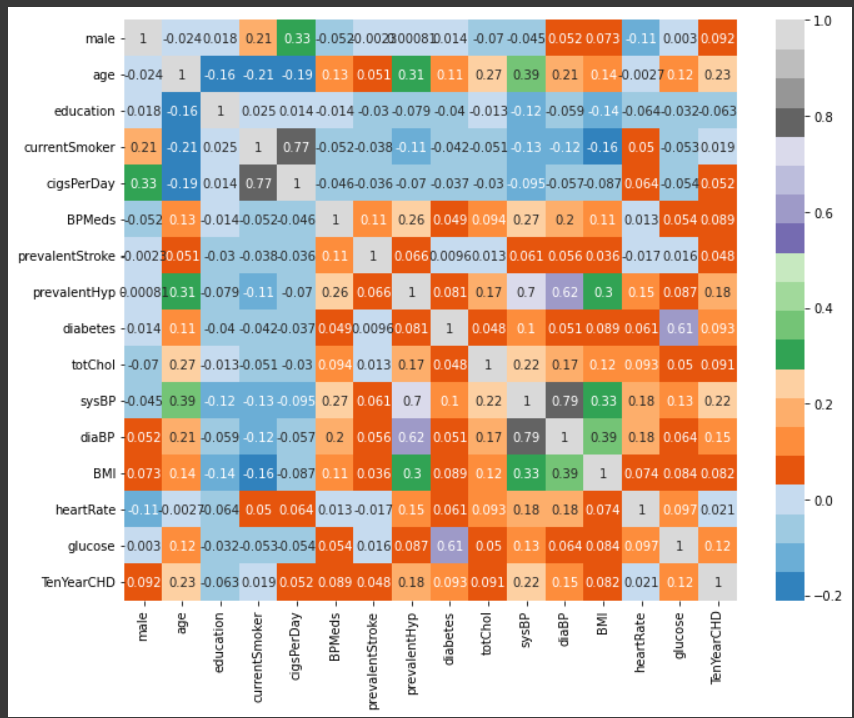 male 1 -0.024 0.018 0.21 0.33 -0.052 -0.0023 0.00081 0.014 -0.07 -0.045 0.052 0.073 -0.11 0.003 0.092
age -0.024 1 -0.16 -0.21 -0.19 0.13 0.051 0.31 0.11 0.27 0.39 0.21 0.14 -0.0027 0.12 0.23
education 0.018 -0.16 1 0.025 0.014 -0.014 -0.03 -0.079 -0.04 -0.013 -0.12 -0.059 -0.14 -0.064 -0.032 -0.063
currentSmoker 0.21 -0.21 0.025 1 0.77 -0.052 -0.038 -0.11 -0.042 -0.051 -0.13 -0.12 -0.16 0.05 -0.053 0.019
cigsPerDay 0.33 -0.19 0.014 0.77 1 -0.046 -0.036 -0.07 -0.037 -0.03 -0.095 -0.057 -0.087 0.064 -0.054 0.052
BPMeds -0.052 0.13 -0.014 -0.052 -0.046 1 0.11 0.26 0.049 0.094 0.27 0.2 0.11 0.013 0.054 0.089
prevalentStroke -0.0023 0.051 -0.03 -0.038 -0.036 0.11 1 0.066 0.0096 0.013 0.061 0.056 0.036 -0.017 0.016 0.048
prevalentHyp 0.00081 0.31 -0.079 -0.11 -0.07 0.26 0.066 1 0.081 0.17 0.7 0.62 0.3 0.15 0.087 0.18
diabetes 0.014 0.11 -0.04 -0.042 -0.037 0.049 0.0096 0.081 1 0.048 0.1 0.051 0.089 0.061 0.61 0.093
totChol -0.07 0.27 -0.013 -0.051 -0.03 0.094 0.013 0.17 0.048 1 0.22 0.17 0.12 0.093 0.05 0.091
sysBP -0.045 0.39 -0.12 -0.13 -0.095 0.27 0.061 0.7 0.1 0.22 1 0.79 0.33 0.18 0.13 0.22
diaBP 0.052 0.21 -0.059 -0.12 -0.057 0.2 0.056 0.62 0.051 0.17 0.79 1 0.39 0.18 0.064 0.15
BMI 0.073 0.14 -0.14 -0.16 -0.087 0.11 0.036 0.3 0.089 0.12 0.33 0.39 1 0.074 0.084 0.082
heartRate -0.11 -0.0027 -0.064 0.05 0.064 0.013 -0.017 0.15 0.061 0.093 0.18 0.18 0.074 1 0.097 0.021
glucose 0.003 0.12 -0.032 -0.053 -0.054 0.054 0.016 0.087 0.61 0.05 0.13 0.064 0.084 0.097 1 0.12
TenYearCHD 0.092 0.23 -0.063 0.019 0.052 0.089 0.048 0.18 0.093 0.091 0.22 0.15 0.082 0.021 0.12 1
male age education currentSmoker cigsPerDay BPMeds prevalentStroke prevalentHyp diabetes totChol sysBP diaBP BMI heartRate glucose TenYearCHD
1.0
0.8
0.6
0.4
0.2
0.0
−0.2